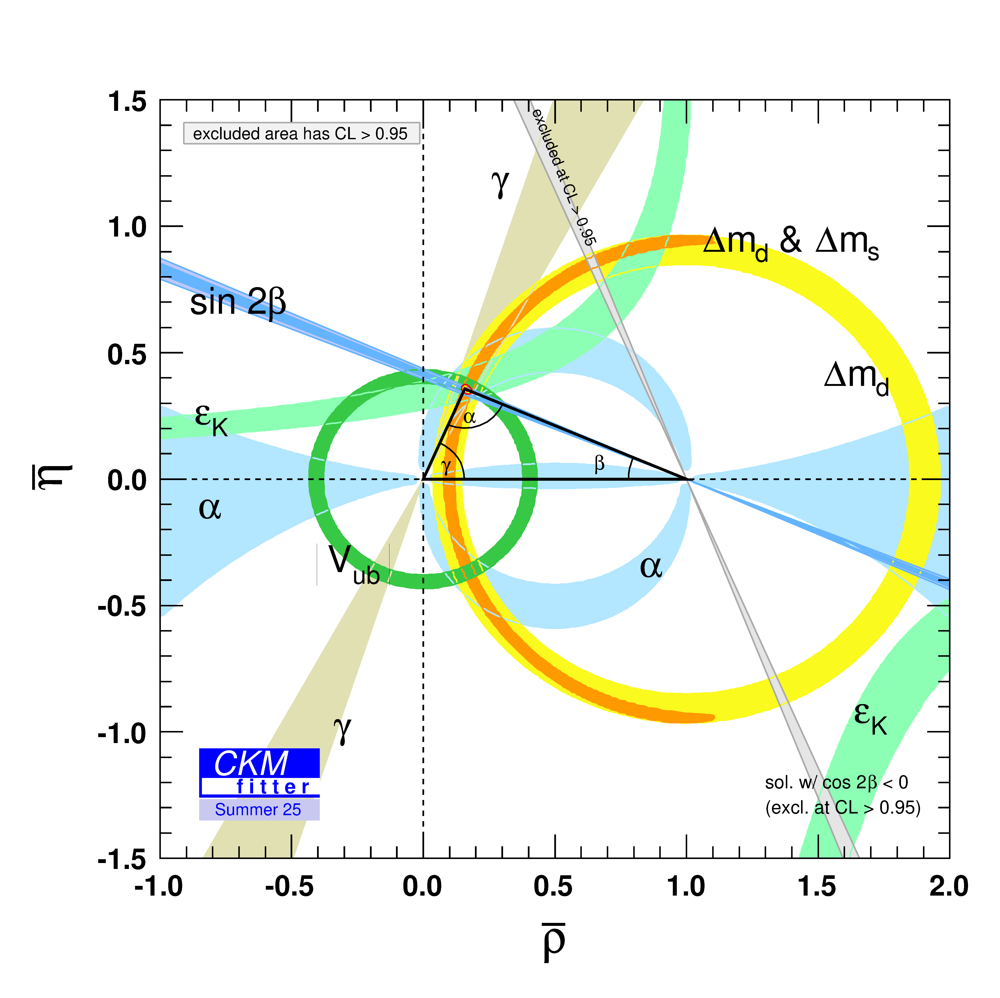 1.5
excluded area has CL > 0.95
excluded at CL > 0.95
γ
1.0
Δm_d & Δm_s
sin 2β
0.5
Δm_d
ε_K
α
γ
β
0.0
η̅
α
α
V_ub
-0.5
ε_K
γ
-1.0
CKM
fitter
Summer 25
sol. w/ cos 2β < 0
(excl. at CL > 0.95)
-1.5
-1.0 -0.5 0.0 0.5 1.0 1.5 2.0
ρ̅